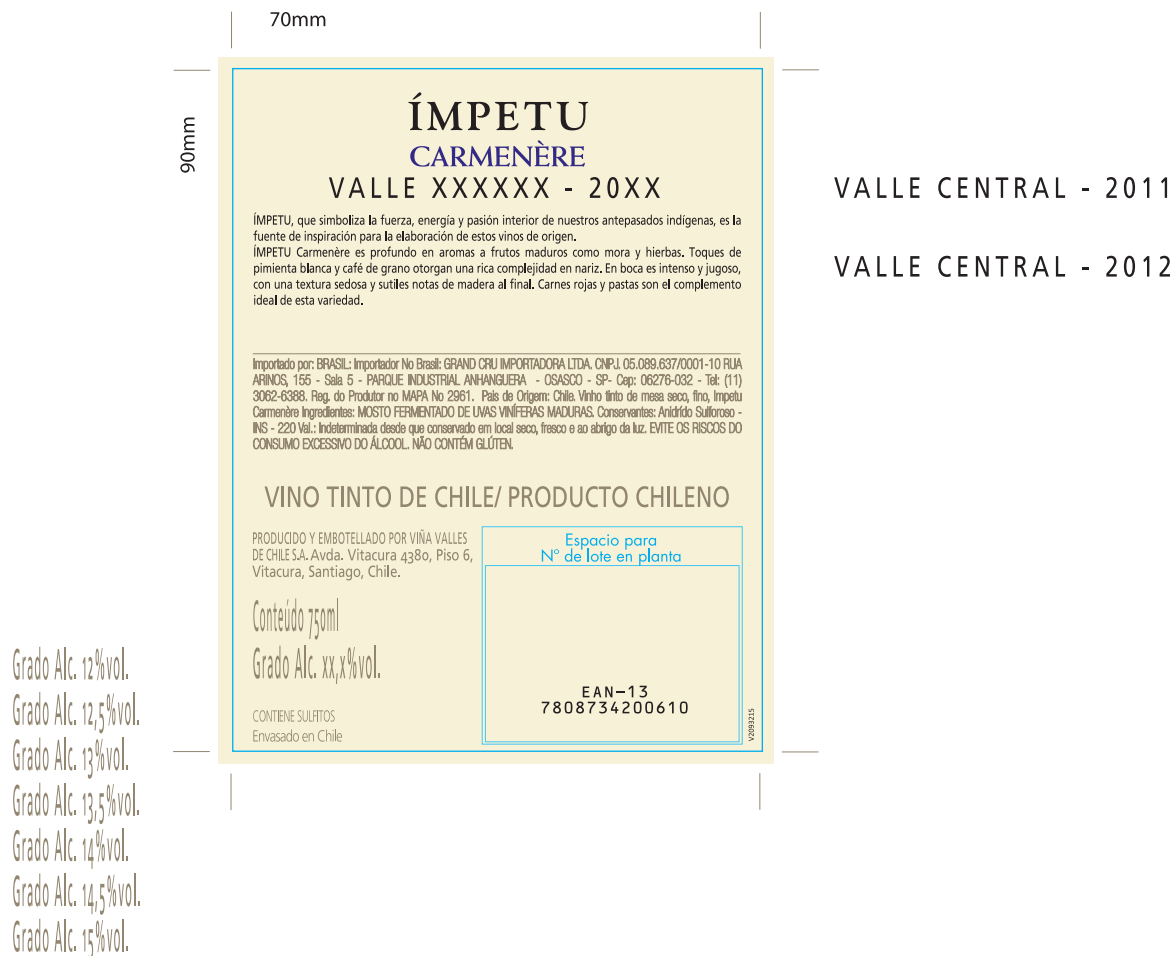 70mm
90mm
ÍMPETU
CARMENÈRE
VALLE XXXXXX - 20XX
ÍMPETU, que simboliza la fuerza, energía y pasión interior de nuestros antepasados indígenas, es la
fuente de inspiración para la elaboración de estos vinos de origen.
ÍMPETU Carmenère es profundo en aromas a frutos maduros como mora y hierbas. Toques de
pimienta blanca y café de grano otorgan una rica complejidad en nariz. En boca es intenso y jugoso,
con una textura sedosa y sutiles notas de madera al final. Carnes rojas y pastas son el complemento
ideal de esta variedad.
Importado por: BRASIL: Importador No Brasil: GRAND CRU IMPORTADORA LTDA. CNPJ. 05.089.637/0001-10 RUA
ARINOS, 155 - Sala 5 - PARQUE INDUSTRIAL ANHANGUERA - OSASCO - SP- Cep: 06276-032 - Tel: (11)
3062-6388. Reg. do Produtor no MAPA No 2961. Pais de Origem: Chile. Vinho tinto de mesa seco, fino, Impetu
Carmenère Ingredientes: MOSTO FERMENTADO DE UVAS VINÍFERAS MADURAS. Conservantes: Anidrído Sulforoso -
INS - 220 Val.: Indeterminada desde que conservado em local seco, fresco e ao abrigo da luz. EVITE OS RISCOS DO
CONSUMO EXCESSIVO DO ÁLCOOL. NÃO CONTÉM GLÚTEN.
VINO TINTO DE CHILE/ PRODUCTO CHILENO
PRODUCIDO Y EMBOTELLADO POR VIÑA VALLES
DE CHILE S.A. Avda. Vitacura 4380, Piso 6,
Vitacura, Santiago, Chile.
Conteúdo 750ml
Grado Alc. xx,x%vol.
CONTIENE SULFITOS
Envasado en Chile
Espacio para
Nº de lote en planta
EAN-13
7808734200610
V2093215
VALLE CENTRAL - 2011
VALLE CENTRAL - 2012
Grado Alc. 12%vol.
Grado Alc. 12,5%vol.
Grado Alc. 13%vol.
Grado Alc. 13,5%vol.
Grado Alc. 14%vol.
Grado Alc. 14,5%vol.
Grado Alc. 15%vol.